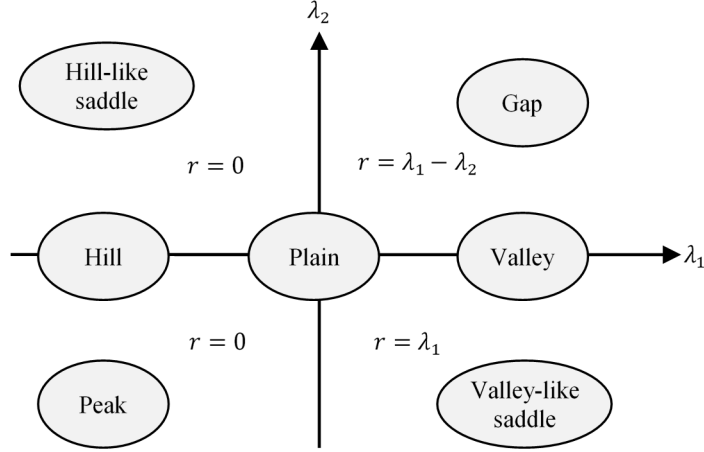 λ₂
Hill-like
saddle
Gap
r = 0
r = λ₁ − λ₂
Hill
Plain
Valley
λ₁
r = 0
r = λ₁
Peak
Valley-like
saddle